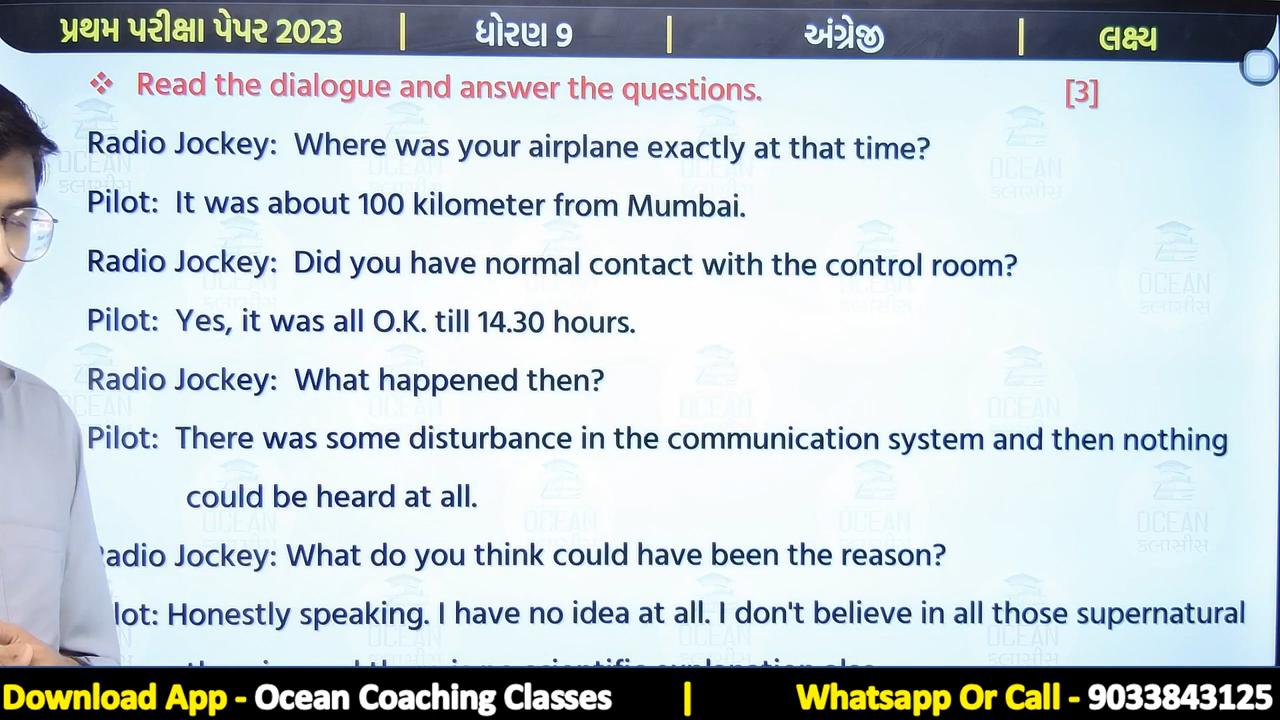 પ્રથમ પરીક્ષા પેપર 2023 | ધોરણ 9 | અંગ્રેજી | લક્ષ્ય
❖ Read the dialogue and answer the questions. [3]
Radio Jockey: Where was your airplane exactly at that time?
Pilot: It was about 100 kilometer from Mumbai.
Radio Jockey: Did you have normal contact with the control room?
Pilot: Yes, it was all O.K. till 14.30 hours.
Radio Jockey: What happened then?
Pilot: There was some disturbance in the communication system and then nothing
could be heard at all.
adio Jockey: What do you think could have been the reason?
lot: Honestly speaking. I have no idea at all. I don't believe in all those supernatural
no scientific explanation also
Download App - Ocean Coaching Classes | Whatsapp Or Call - 9033843125
OCEAN
ક્લાસીસ